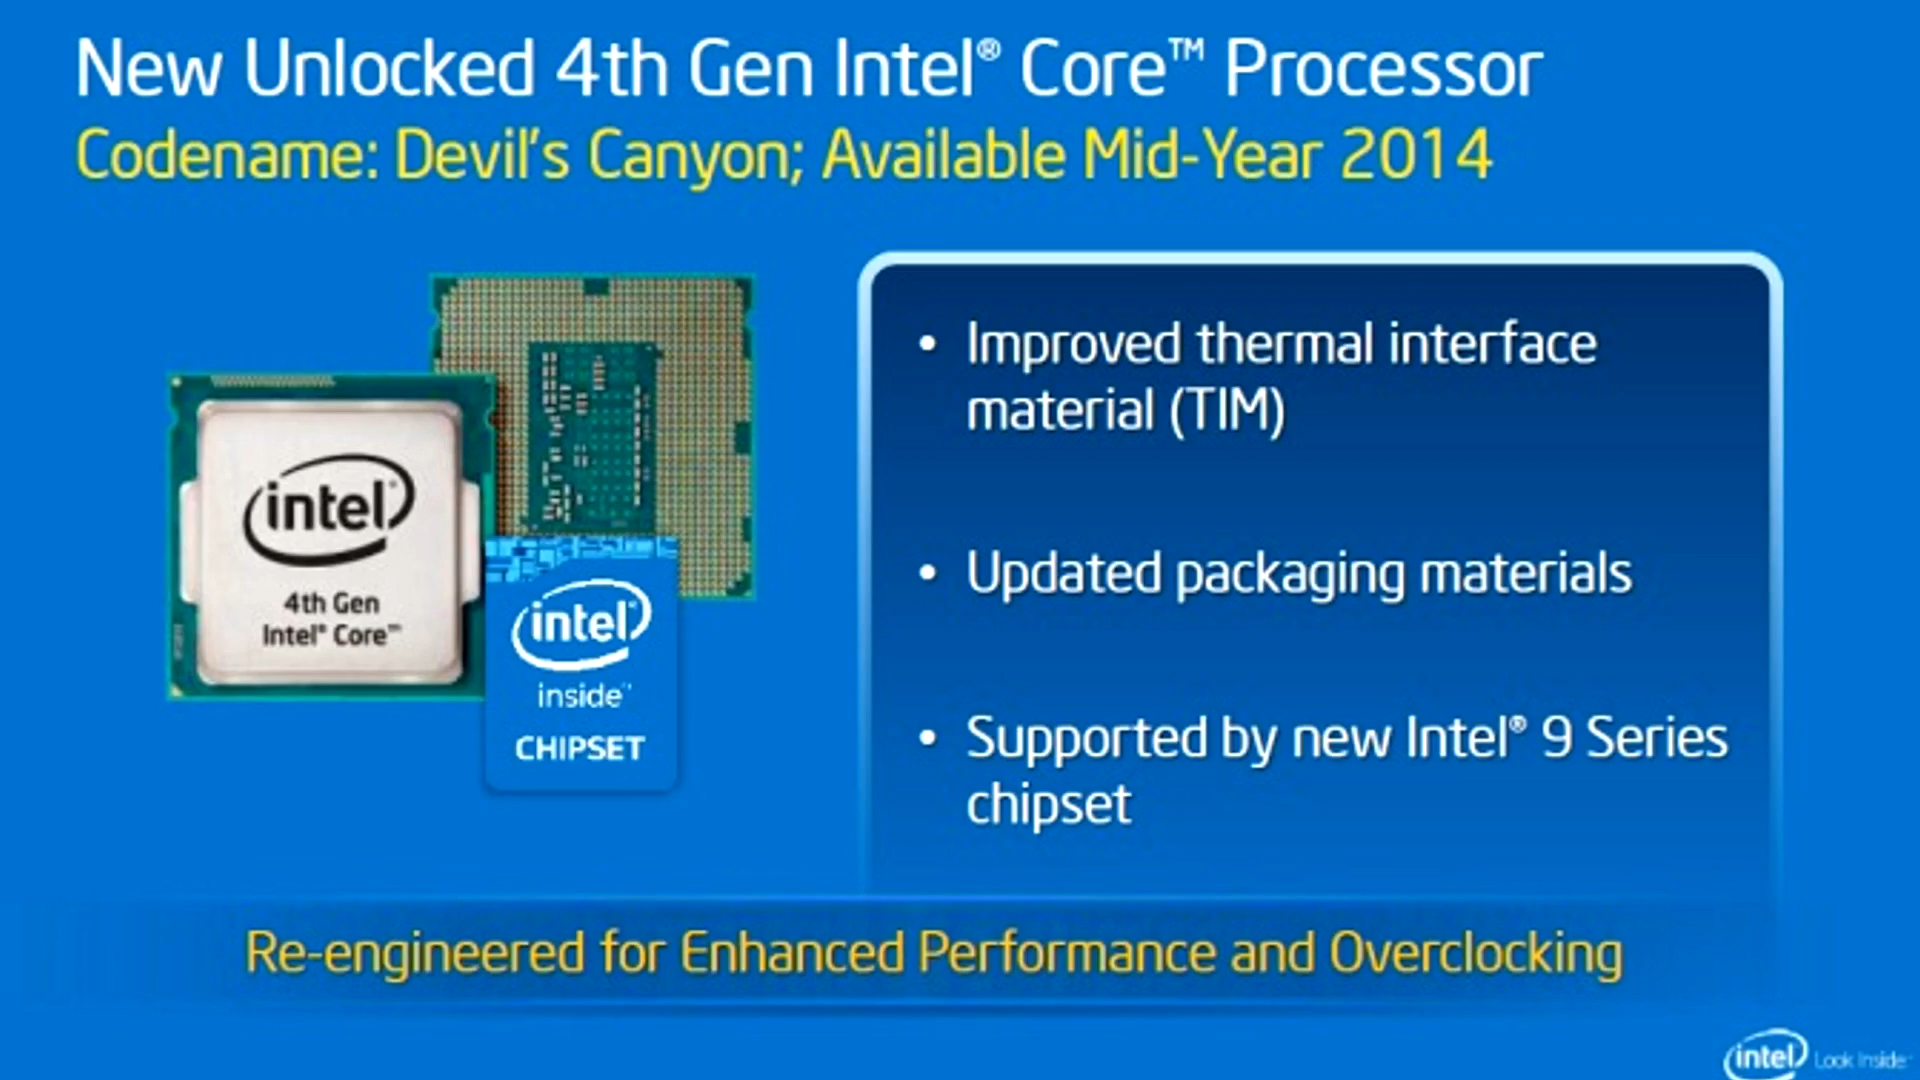 New Unlocked 4th Gen Intel® Core™ Processor
Codename: Devil's Canyon; Available Mid-Year 2014
intel®
4th Gen
Intel® Core™
intel®
inside™
CHIPSET
• Improved thermal interface
material (TIM)
• Updated packaging materials
• Supported by new Intel® 9 Series
chipset
Re-engineered for Enhanced Performance and Overclocking
intel Look Inside™